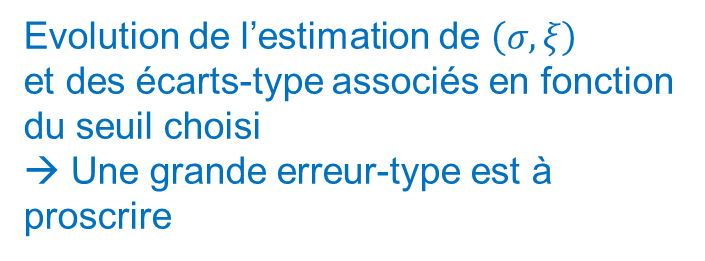 Evolution de l’estimation de (𝜎, 𝜉)
et des écarts-type associés en fonction
du seuil choisi
→ Une grande erreur-type est à
proscrire